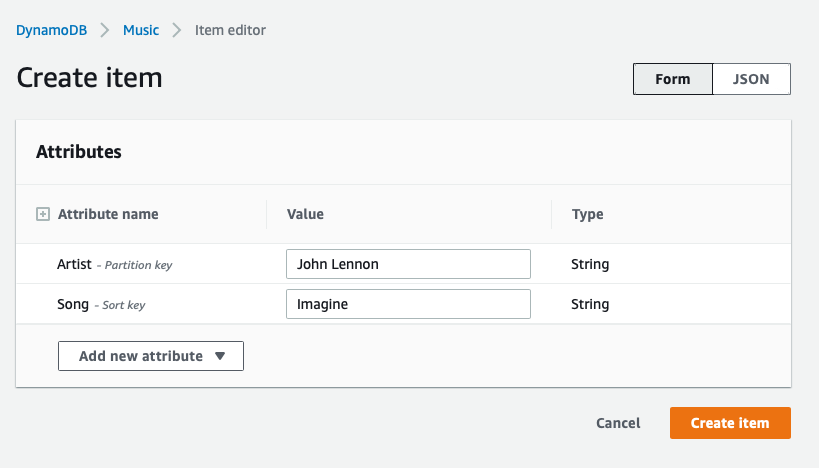 DynamoDB > Music > Item editor
Create item
Form JSON
Attributes
Attribute name Value Type
Artist - Partition key John Lennon String
Song - Sort key Imagine String
Add new attribute ▼
Cancel Create item